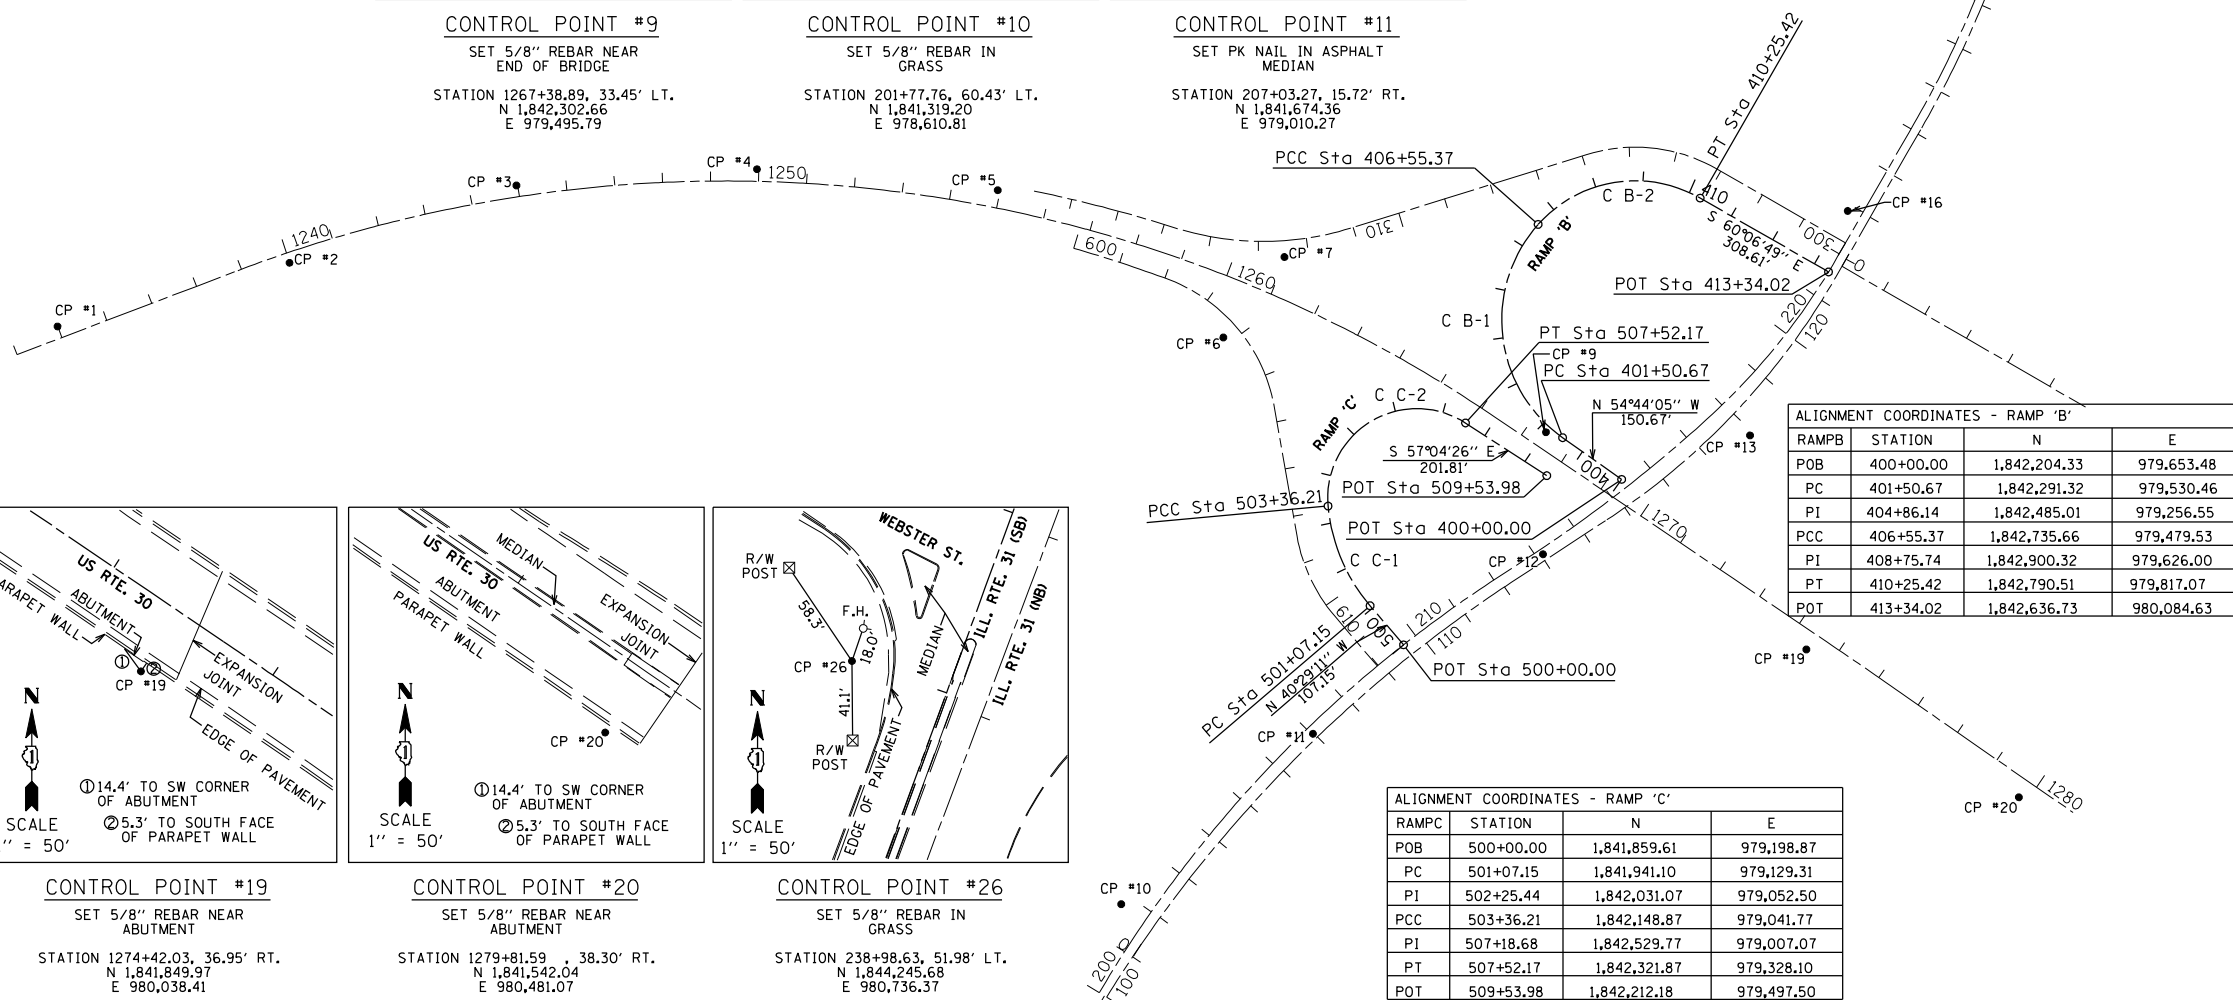 CONTROL POINT #9
SET 5/8'' REBAR NEAR
END OF BRIDGE
STATION 1267+38.89, 33.45' LT.
N 1,842,302.66
E 979,495.79
CONTROL POINT #10
SET 5/8'' REBAR IN
GRASS
STATION 201+77.76, 60.43' LT.
N 1,841,319.20
E 978,610.81
CONTROL POINT #11
SET PK NAIL IN ASPHALT
MEDIAN
STATION 207+03.27, 15.72' RT.
N 1,841,674.36
E 979,010.27
PT Sta 410+25.42
PCC Sta 406+55.37
CP #4
1250
CP #3
CP #5
C B-2
410
CP #16
RAMP 'B'
S 60°06'49'' E
308.61'
300
0
310
1240
CP #2
600
CP #7
1260
POT Sta 413+34.02
220
120
CP #1
C B-1
CP #6
PT Sta 507+52.17
CP #9
PC Sta 401+50.67
C C-2
RAMP 'C'
N 54°44'05'' W
150.67'
CP #13
S 57°04'26'' E
201.81'
400
POT Sta 509+53.98
PCC Sta 503+36.21
POT Sta 400+00.00
1270
C C-1
CP #12
610
500
210
110
PC Sta 501+07.15
N 40°29'11'' W
107.15'
POT Sta 500+00.00
CP #19
CP #11
1280
CP #20
CP #10
200
0
100
ALIGNMENT COORDINATES - RAMP 'B'
RAMPB STATION N E
POB 400+00.00 1,842,204.33 979,653.48
PC 401+50.67 1,842,291.32 979,530.46
PI 404+86.14 1,842,485.01 979,256.55
PCC 406+55.37 1,842,735.66 979,479.53
PI 408+75.74 1,842,900.32 979,626.00
PT 410+25.42 1,842,790.51 979,817.07
POT 413+34.02 1,842,636.73 980,084.63
ALIGNMENT COORDINATES - RAMP 'C'
RAMPC STATION N E
POB 500+00.00 1,841,859.61 979,198.87
PC 501+07.15 1,841,941.10 979,129.31
PI 502+25.44 1,842,031.07 979,052.50
PCC 503+36.21 1,842,148.87 979,041.77
PI 507+18.68 1,842,529.77 979,007.07
PT 507+52.17 1,842,321.87 979,328.10
POT 509+53.98 1,842,212.18 979,497.50
US RTE. 30
ABUTMENT
ARAPET WALL
① ②
CP #19
EXPANSION
JOINT
EDGE OF PAVEMENT
N
SCALE
'' = 50'
① 14.4' TO SW CORNER
OF ABUTMENT
② 5.3' TO SOUTH FACE
OF PARAPET WALL
MEDIAN
US RTE. 30
ABUTMENT
PARAPET WALL
EXPANSION
JOINT
CP #20
N
SCALE
1'' = 50'
① 14.4' TO SW CORNER
OF ABUTMENT
② 5.3' TO SOUTH FACE
OF PARAPET WALL
WEBSTER ST.
R/W
POST
58.3'
F.H.
18.0'
CP #26
41.1'
R/W
POST
MEDIAN
ILL. RTE. 31 (SB)
ILL. RTE. 31 (NB)
EDGE OF PAVEMENT
N
SCALE
1'' = 50'
CONTROL POINT #19
SET 5/8'' REBAR NEAR
ABUTMENT
STATION 1274+42.03, 36.95' RT.
N 1,841,849.97
E 980,038.41
CONTROL POINT #20
SET 5/8'' REBAR NEAR
ABUTMENT
STATION 1279+81.59 , 38.30' RT.
N 1,841,542.04
E 980,481.07
CONTROL POINT #26
SET 5/8'' REBAR IN
GRASS
STATION 238+98.63, 51.98' LT.
N 1,844,245.68
E 980,736.37